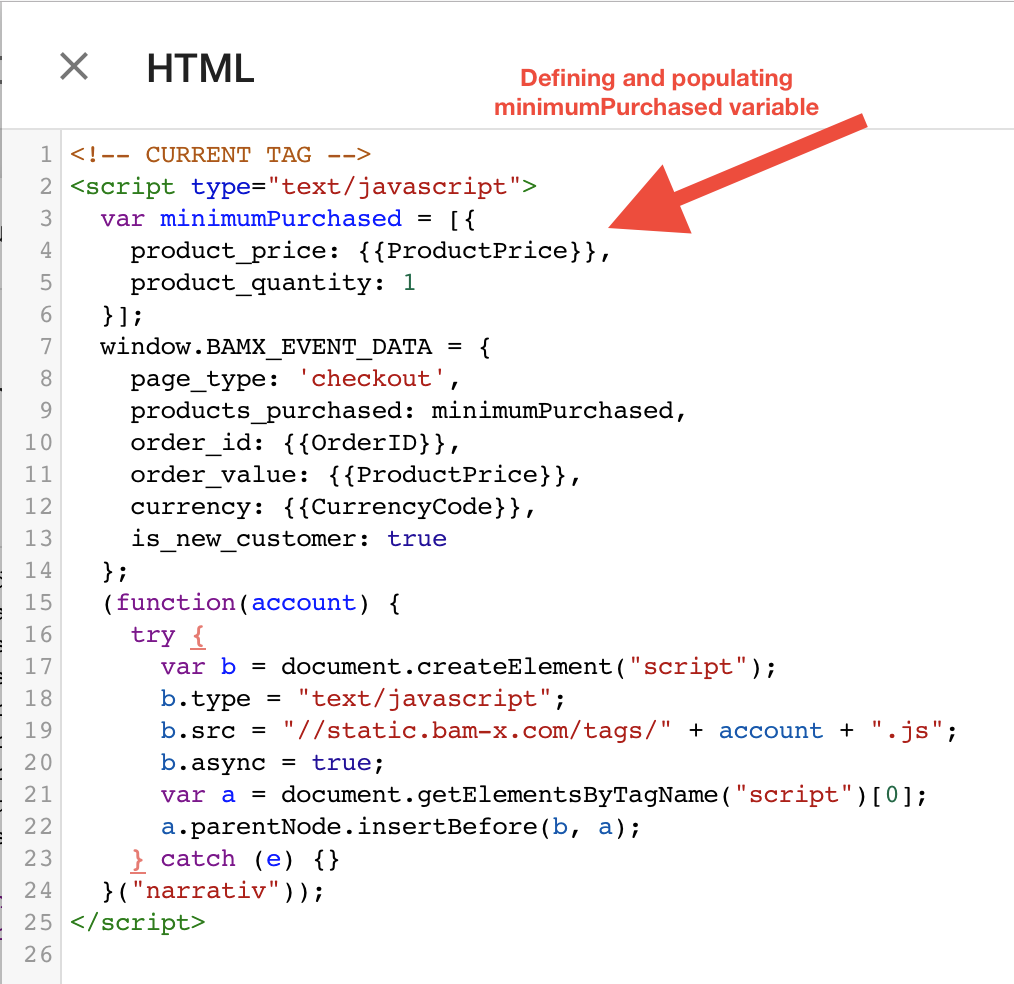 HTML
Defining and populating
minimumPurchased variable
1 <!-- CURRENT TAG -->
2 <script type="text/javascript">
3   var minimumPurchased = [{
4     product_price: {{ProductPrice}},
5     product_quantity: 1
6   }];
7   window.BAMX_EVENT_DATA = {
8     page_type: 'checkout',
9     products_purchased: minimumPurchased,
10     order_id: {{OrderID}},
11     order_value: {{ProductPrice}},
12     currency: {{CurrencyCode}},
13     is_new_customer: true
14   };
15   (function(account) {
16     try {
17       var b = document.createElement("script");
18       b.type = "text/javascript";
19       b.src = "//static.bam-x.com/tags/" + account + ".js";
20       b.async = true;
21       var a = document.getElementsByTagName("script")[0];
22       a.parentNode.insertBefore(b, a);
23     } catch (e) {}
24   }("narrativ"));
25 </script>
26